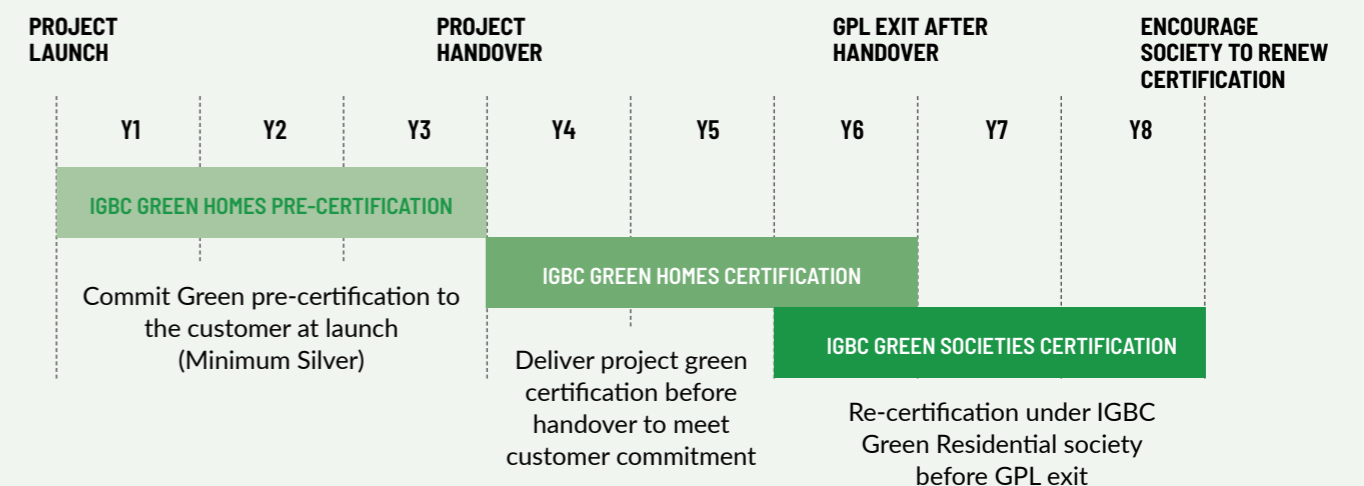 PROJECT
LAUNCH
PROJECT
HANDOVER
GPL EXIT AFTER
HANDOVER
ENCOURAGE
SOCIETY TO RENEW
CERTIFICATION
Y1 Y2 Y3 Y4 Y5 Y6 Y7 Y8
IGBC GREEN HOMES PRE-CERTIFICATION
Commit Green pre-certification to
the customer at launch
(Minimum Silver)
IGBC GREEN HOMES CERTIFICATION
Deliver project green
certification before
handover to meet
customer commitment
IGBC GREEN SOCIETIES CERTIFICATION
Re-certification under IGBC
Green Residential society
before GPL exit